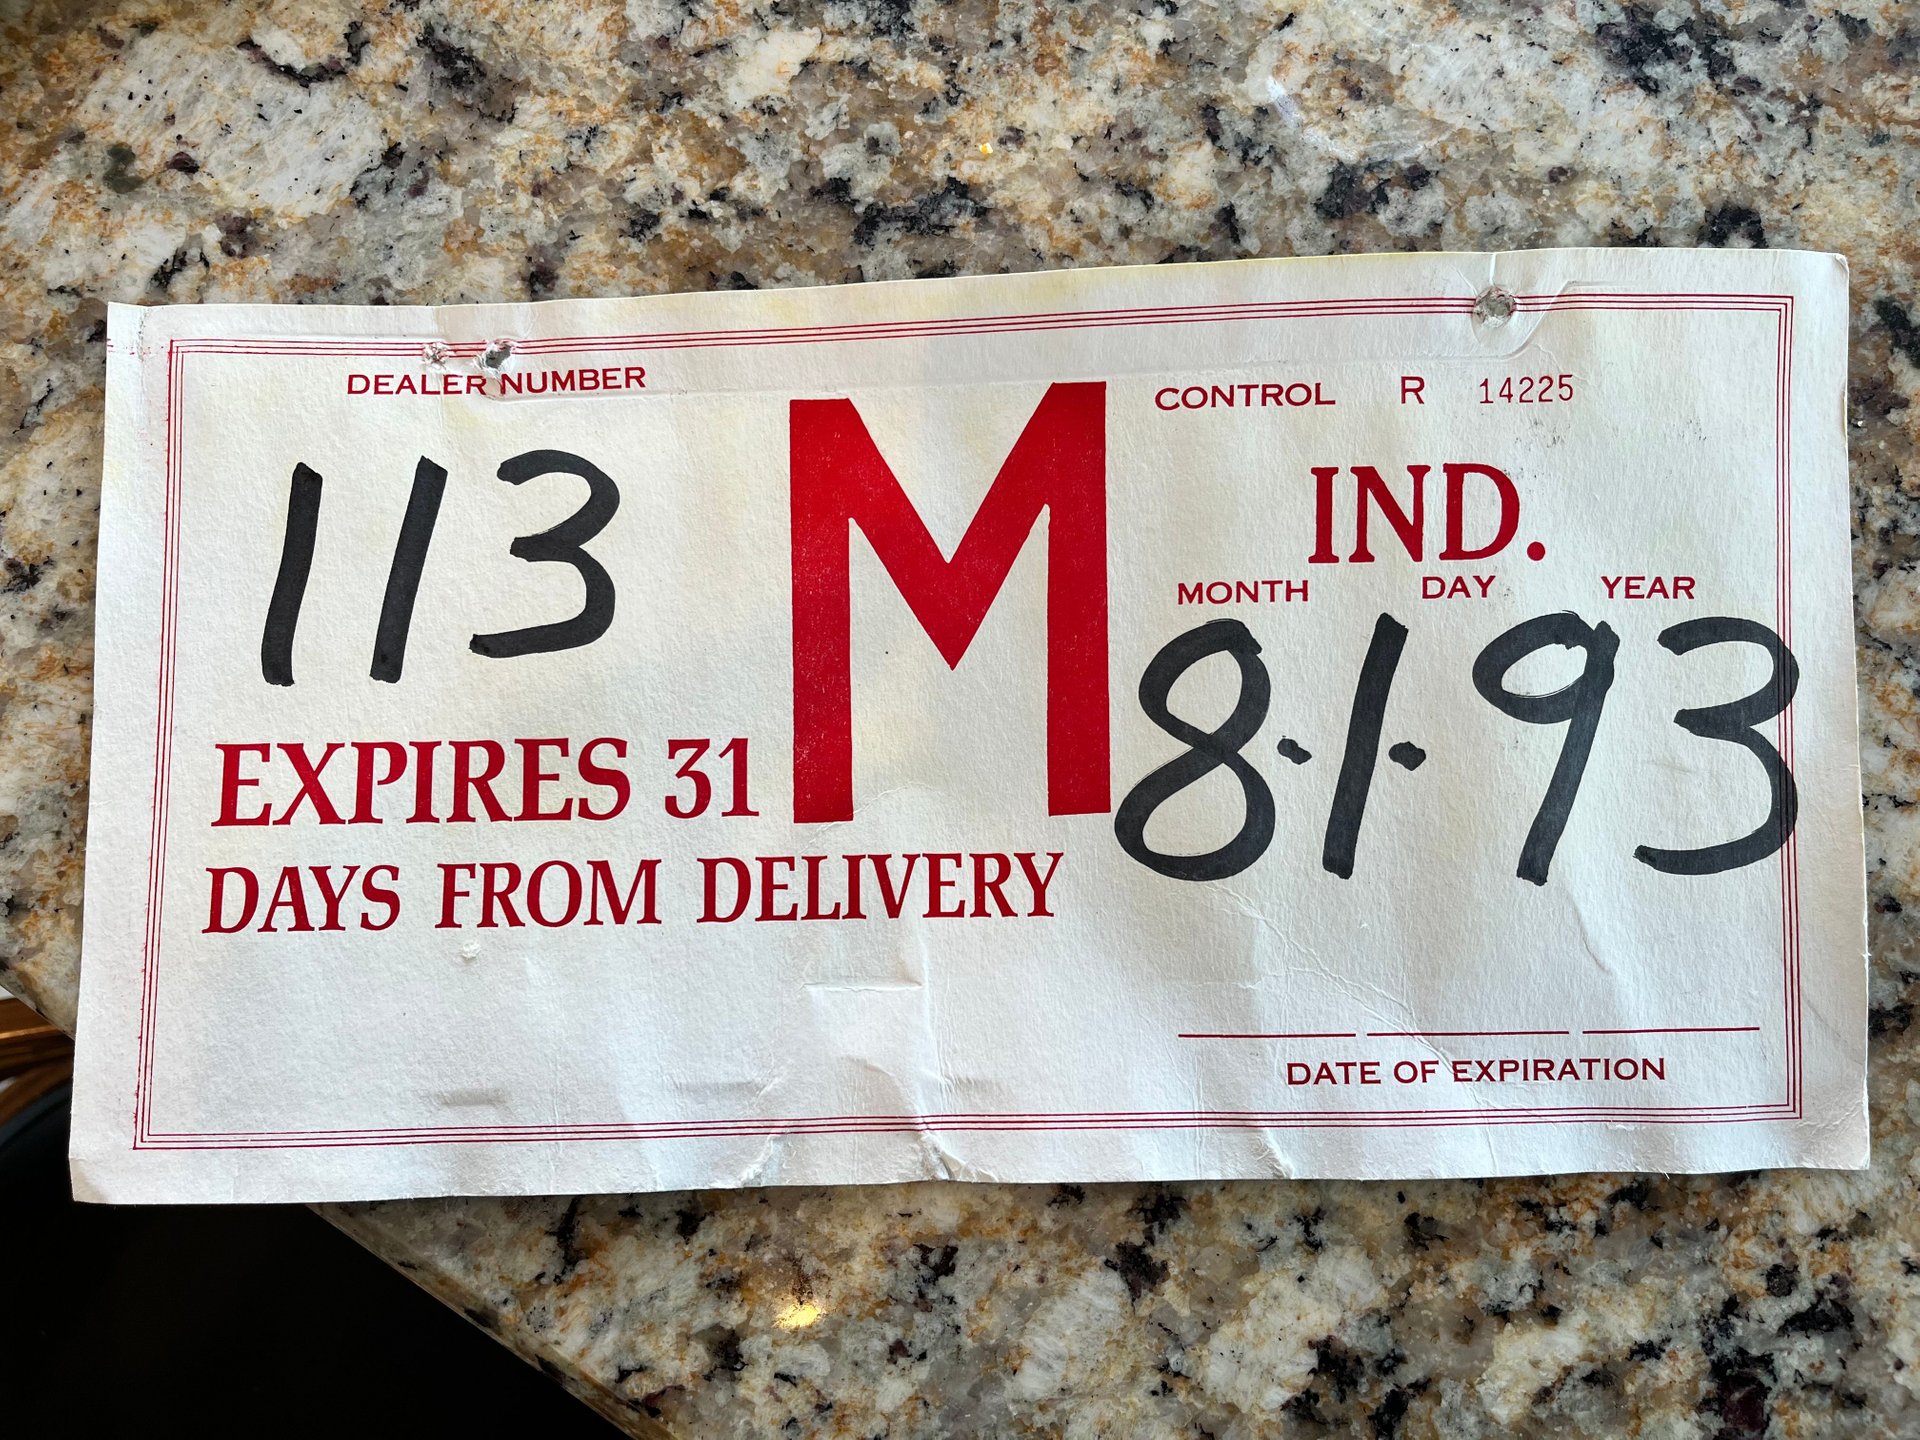 DEALER NUMBER
113
M
CONTROL R 14225
IND.
MONTH DAY YEAR
8·1·93
EXPIRES 31
DAYS FROM DELIVERY
DATE OF EXPIRATION